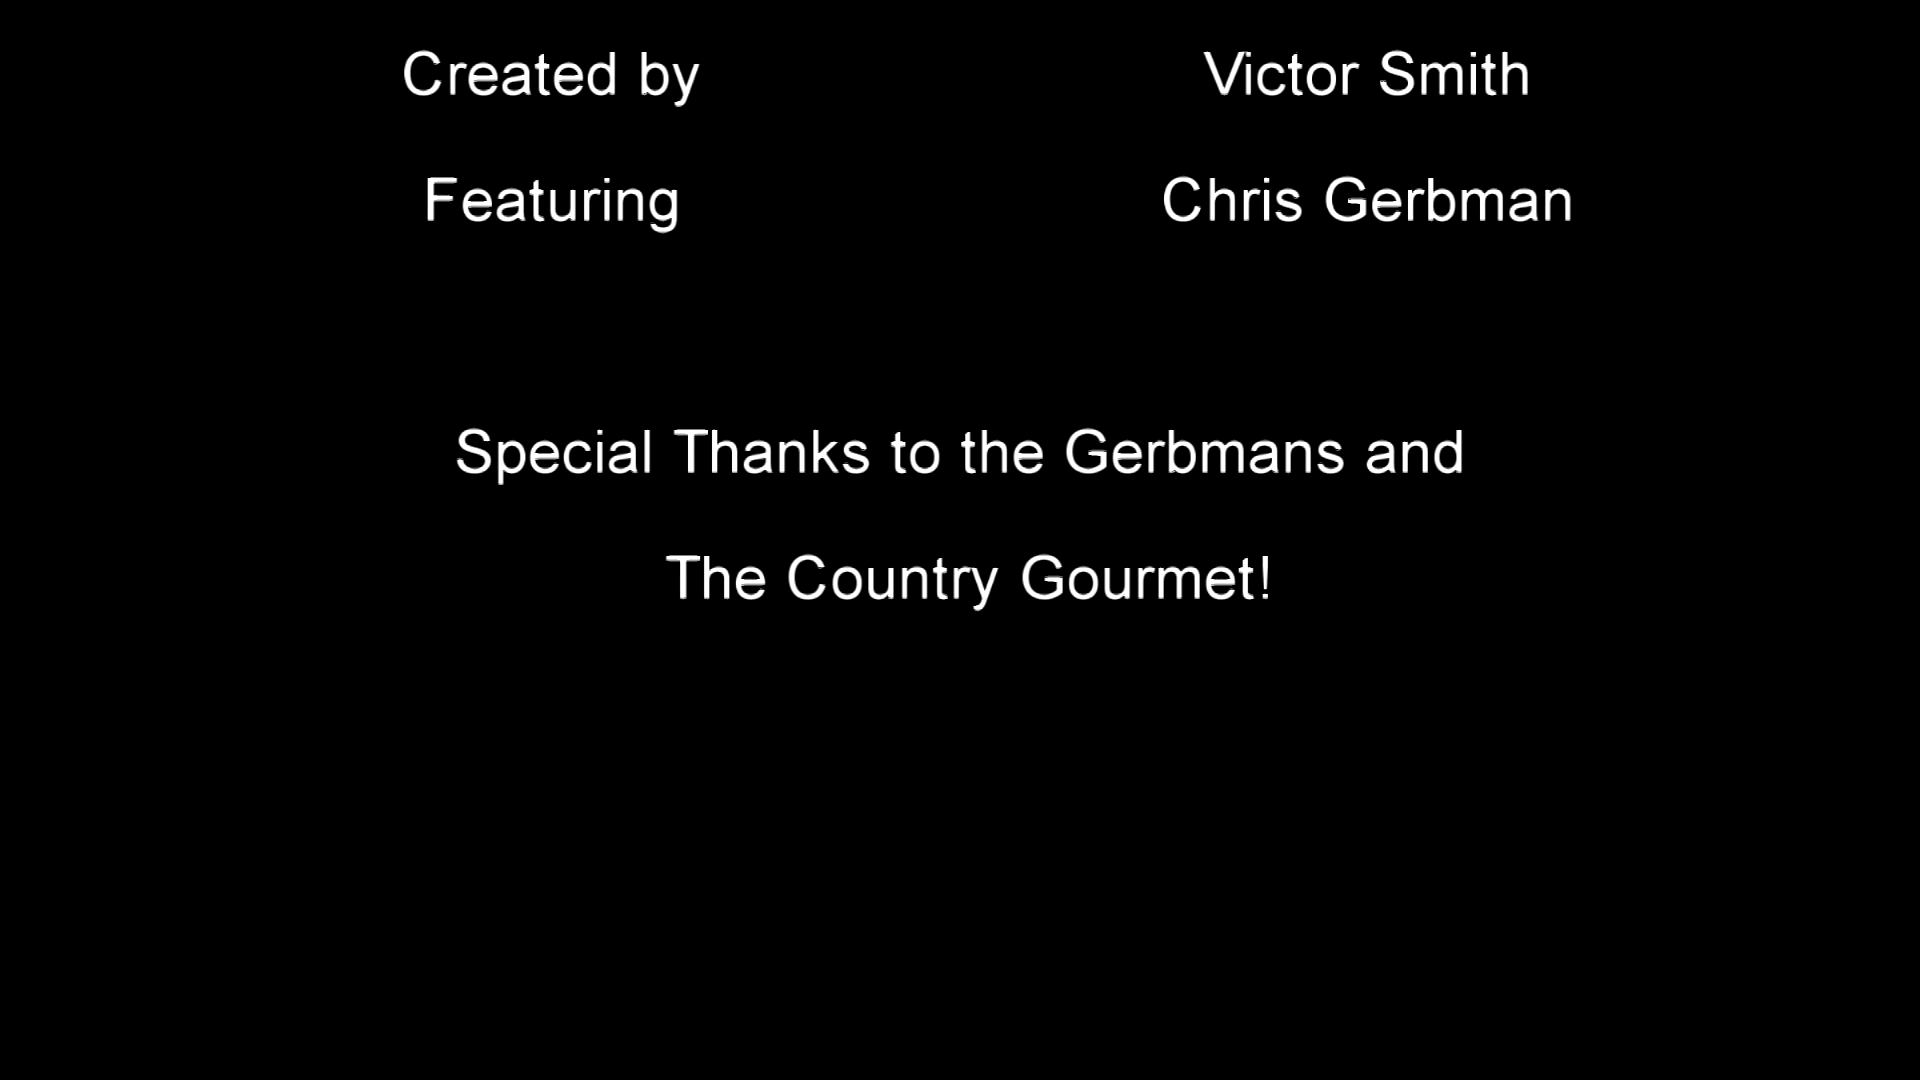 Created by Victor Smith
Featuring Chris Gerbman
Special Thanks to the Gerbmans and
The Country Gourmet!